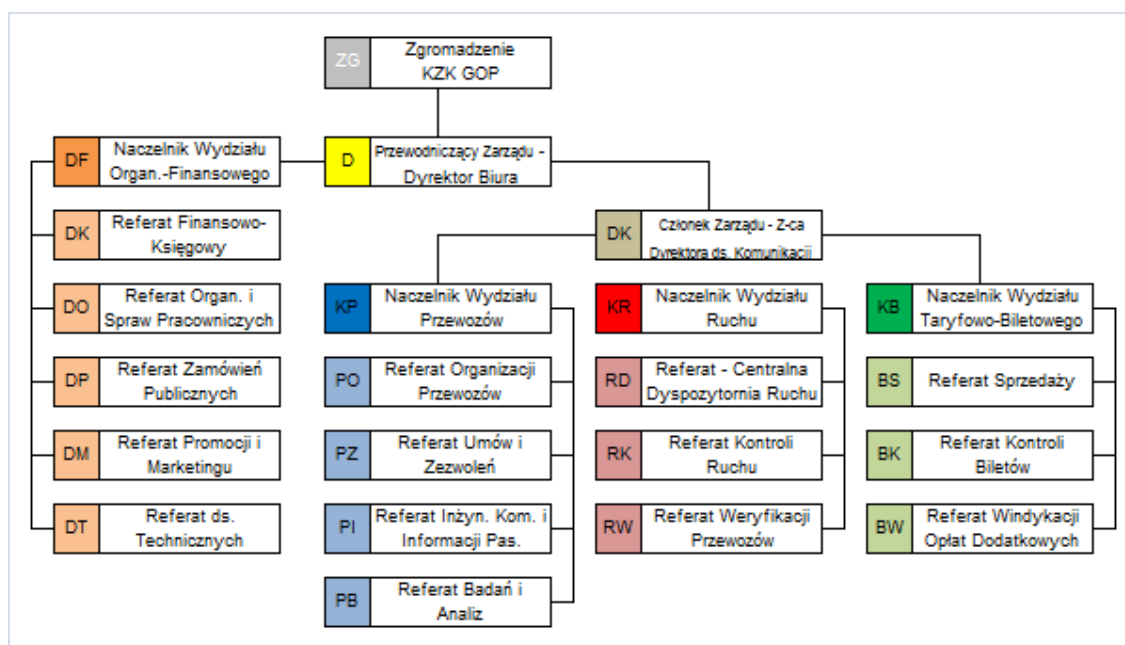 ZG
Zgromadzenie
KZK GOP
DF
Naczelnik Wydziału
Organ.-Finansowego
D
Przewodniczący Zarządu -
Dyrektor Biura
DK
Referat Finansowo-
Księgowy
DK
Członek Zarządu - Z-ca
Dyrektora ds. Komunikacji
DO
Referat Organ. i
Spraw Pracowniczych
KP
Naczelnik Wydziału
Przewozów
KR
Naczelnik Wydziału
Ruchu
KB
Naczelnik Wydziału
Taryfowo-Biletowego
DP
Referat Zamówień
Publicznych
PO
Referat Organizacji
Przewozów
RD
Referat - Centralna
Dyspozytornia Ruchu
BS
Referat Sprzedaży
DM
Referat Promocji i
Marketingu
PZ
Referat Umów i
Zezwoleń
RK
Referat Kontroli
Ruchu
BK
Referat Kontroli
Biletów
DT
Referat ds.
Technicznych
PI
Referat Inżyn. Kom. i
Informacji Pas.
RW
Referat Weryfikacji
Przewozów
BW
Referat Windykacji
Opłat Dodatkowych
PB
Referat Badań i
Analiz